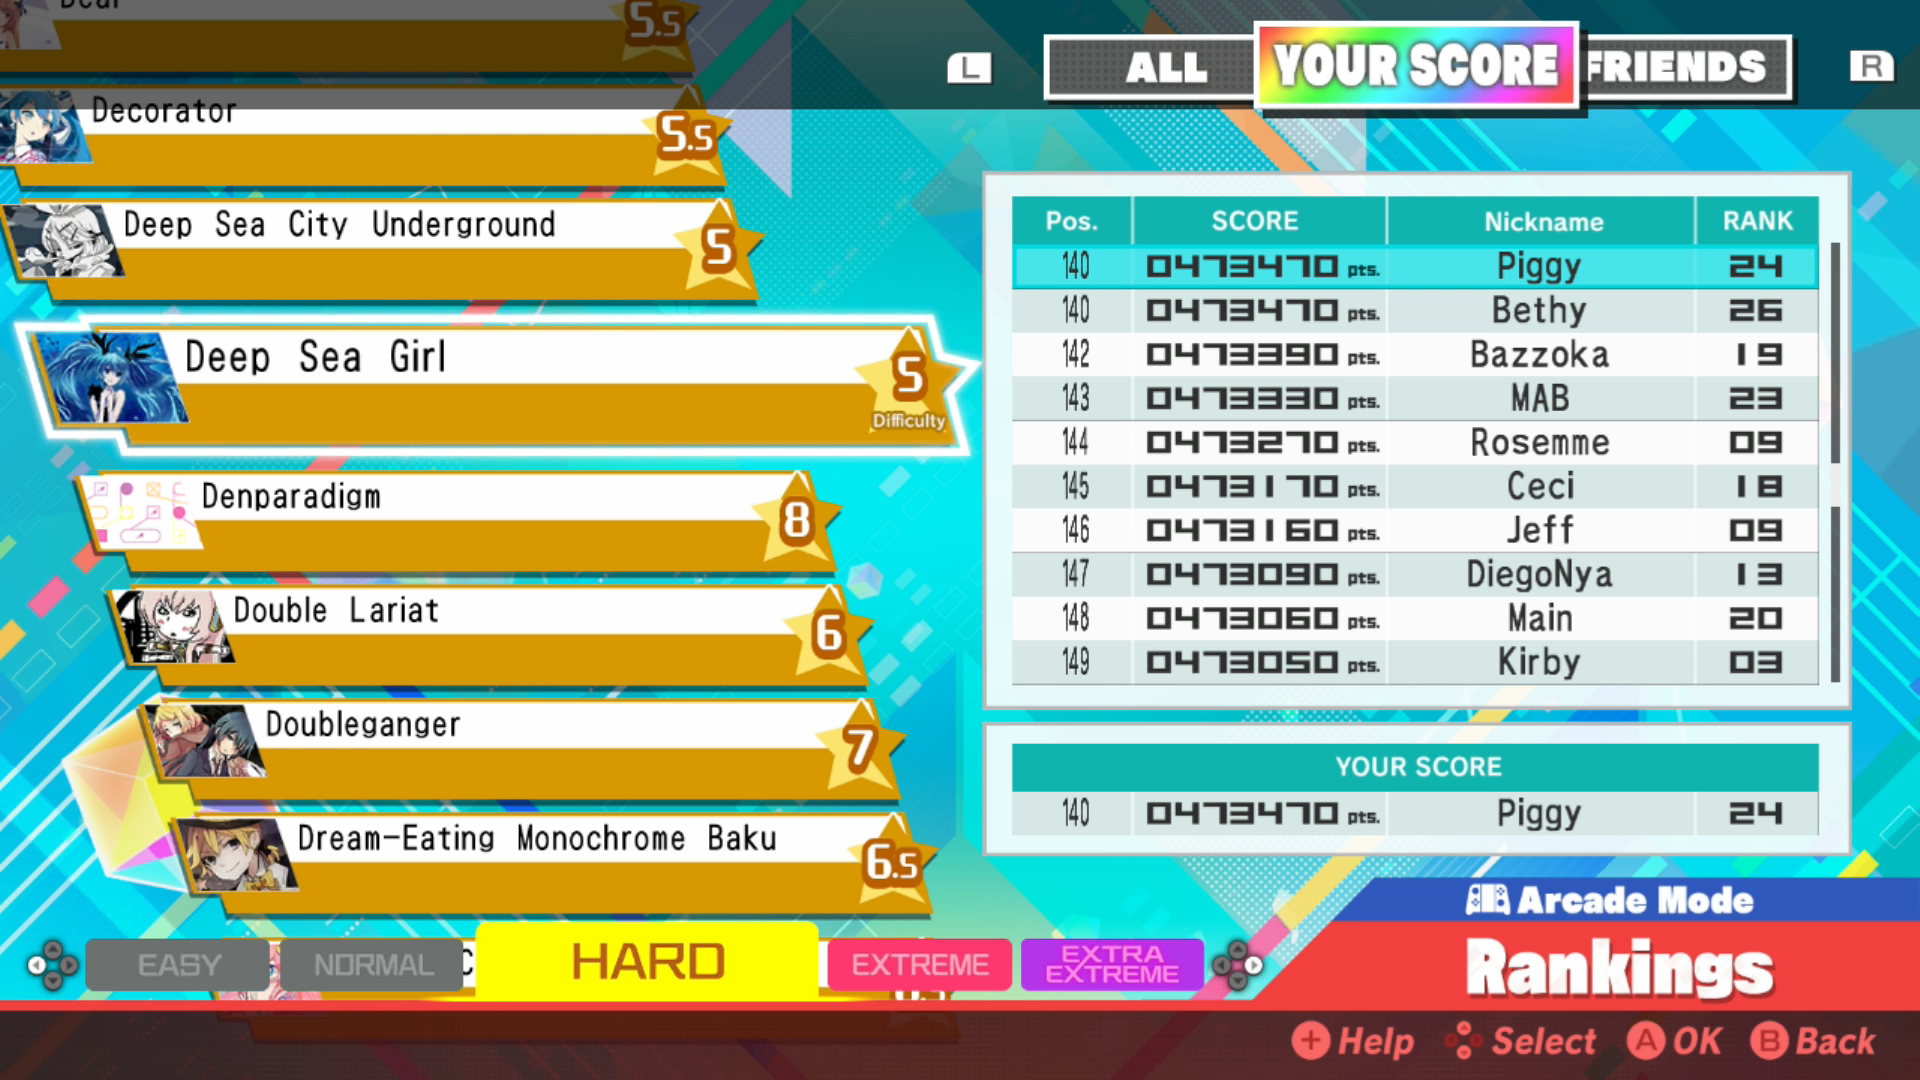 5.5
L
ALL
YOUR SCORE
FRIENDS
R
Decorator
5.5
Deep Sea City Underground
5
Deep Sea Girl
5
Difficulty
Denparadigm
8
Double Lariat
6
Doubleganger
7
Dream-Eating Monochrome Baku
6.5
Pos. SCORE Nickname RANK
140 0473470 pts. Piggy 24
140 0473470 pts. Bethy 26
142 0473390 pts. Bazzoka 19
143 0473330 pts. MAB 23
144 0473270 pts. Rosemme 09
145 0473170 pts. Ceci 18
146 0473160 pts. Jeff 09
147 0473090 pts. DiegoNya 13
148 0473060 pts. Main 20
149 0473050 pts. Kirby 03
YOUR SCORE
140 0473470 pts. Piggy 24
Arcade Mode
Rankings
EASY
NORMAL
HARD
EXTREME
EXTRA
EXTREME
+ Help
Select
A OK
B Back